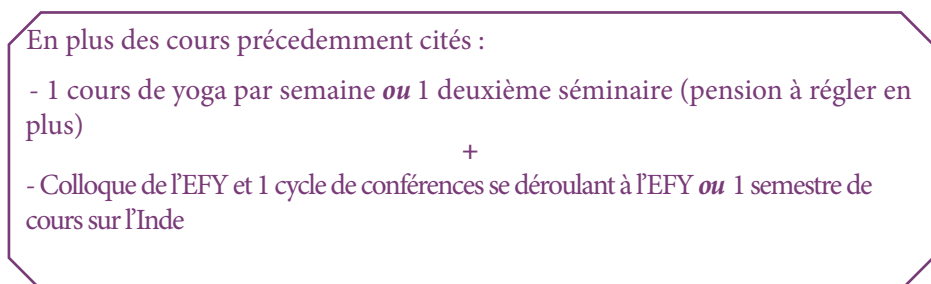 En plus des cours précedemment cités :
- 1 cours de yoga par semaine ou 1 deuxième séminaire (pension à régler en
plus)
+
- Colloque de l'EFY et 1 cycle de conférences se déroulant à l'EFY ou 1 semestre de
cours sur l'Inde